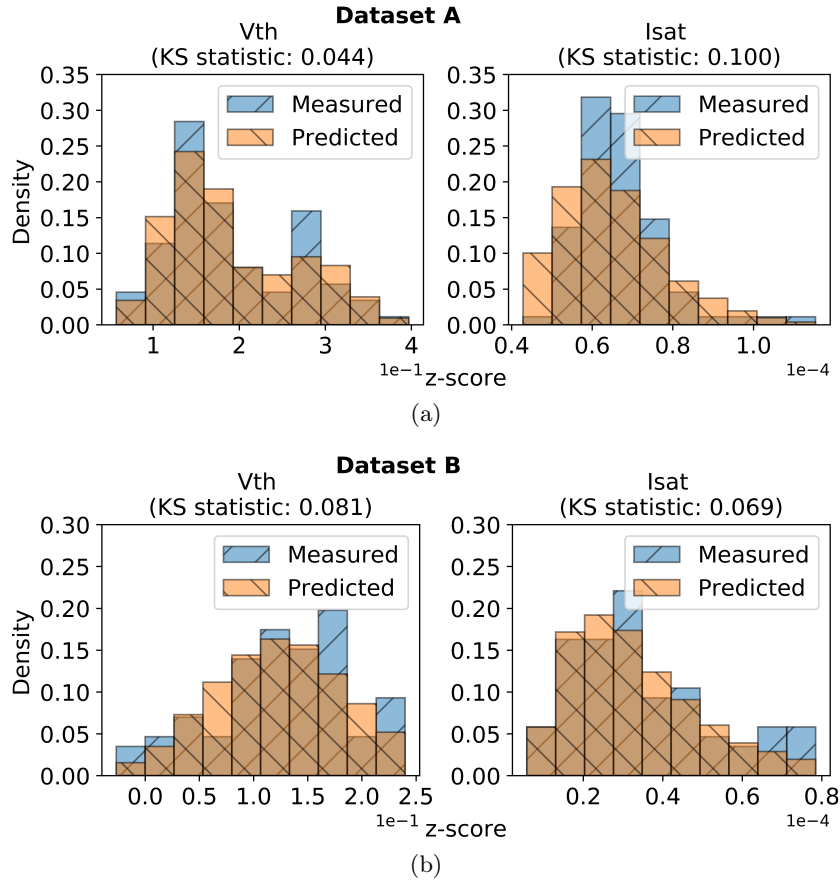 Dataset A
Vth
(KS statistic: 0.044)
Isat
(KS statistic: 0.100)
0.35
0.30
0.25
0.20
0.15
0.10
0.05
0.00
Density
Measured
Predicted
1
2
3
4
1e−1
0.35
0.30
0.25
0.20
0.15
0.10
0.05
0.00
Measured
Predicted
0.4
0.6
0.8
1.0
1e−4
z-score
(a)
Dataset B
Vth
(KS statistic: 0.081)
Isat
(KS statistic: 0.069)
0.30
0.25
0.20
0.15
0.10
0.05
0.00
Density
Measured
Predicted
0.0
0.5
1.0
1.5
2.0
2.5
1e−1
0.30
0.25
0.20
0.15
0.10
0.05
0.00
Measured
Predicted
0.2
0.4
0.6
0.8
1e−4
z-score
(b)